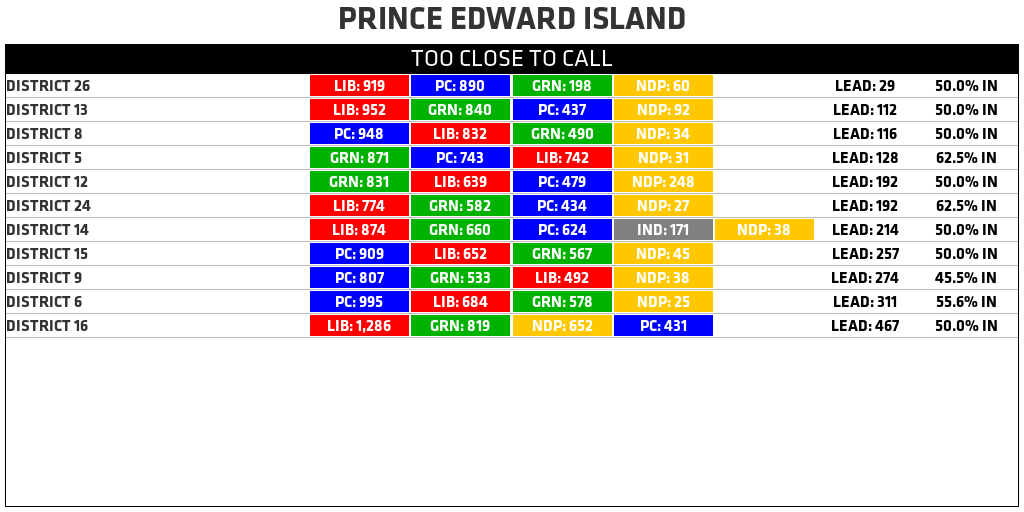 PRINCE EDWARD ISLAND
TOO CLOSE TO CALL
DISTRICT 26 LIB: 919 PC: 890 GRN: 198 NDP: 60 LEAD: 29 50.0% IN
DISTRICT 13 LIB: 952 GRN: 840 PC: 437 NDP: 92 LEAD: 112 50.0% IN
DISTRICT 8 PC: 948 LIB: 832 GRN: 490 NDP: 34 LEAD: 116 50.0% IN
DISTRICT 5 GRN: 871 PC: 743 LIB: 742 NDP: 31 LEAD: 128 62.5% IN
DISTRICT 12 GRN: 831 LIB: 639 PC: 479 NDP: 248 LEAD: 192 50.0% IN
DISTRICT 24 LIB: 774 GRN: 582 PC: 434 NDP: 27 LEAD: 192 62.5% IN
DISTRICT 14 LIB: 874 GRN: 660 PC: 624 IND: 171 NDP: 38 LEAD: 214 50.0% IN
DISTRICT 15 PC: 909 LIB: 652 GRN: 567 NDP: 45 LEAD: 257 50.0% IN
DISTRICT 9 PC: 807 GRN: 533 LIB: 492 NDP: 38 LEAD: 274 45.5% IN
DISTRICT 6 PC: 995 LIB: 684 GRN: 578 NDP: 25 LEAD: 311 55.6% IN
DISTRICT 16 LIB: 1,286 GRN: 819 NDP: 652 PC: 431 LEAD: 467 50.0% IN